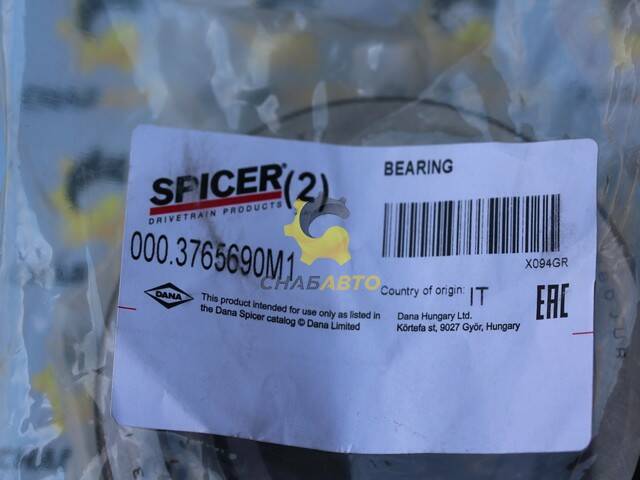 SPICER® (2)
DRIVETRAIN PRODUCTS
BEARING
000.3765690M1
X094GR
СНАБАВТО
DANA
This product intended for use only as listed in
the Dana Spicer catalog © Dana Limited
Country of origin: IT
Dana Hungary Ltd.
Körtefa st, 9027 Győr, Hungary
EAC